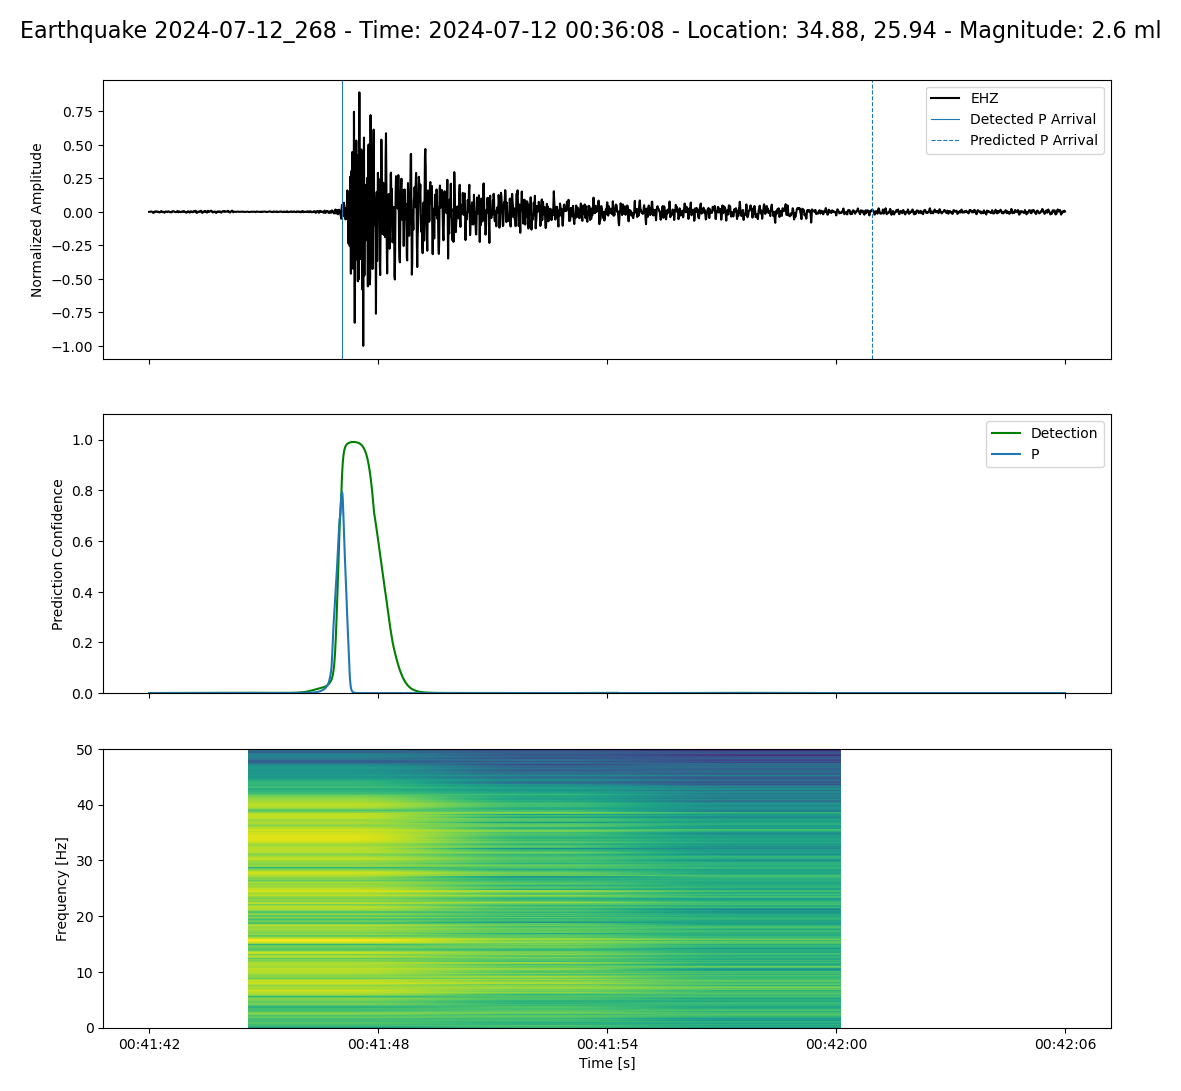 Earthquake 2024-07-12_268 - Time: 2024-07-12 00:36:08 - Location: 34.88, 25.94 - Magnitude: 2.6 ml
Normalized Amplitude
0.75
0.50
0.25
0.00
−0.25
−0.50
−0.75
−1.00
EHZ
Detected P Arrival
Predicted P Arrival
Prediction Confidence
1.0
0.8
0.6
0.4
0.2
0.0
Detection
P
Frequency [Hz]
50
40
30
20
10
0
00:41:42 00:41:48 00:41:54 00:42:00 00:42:06
Time [s]